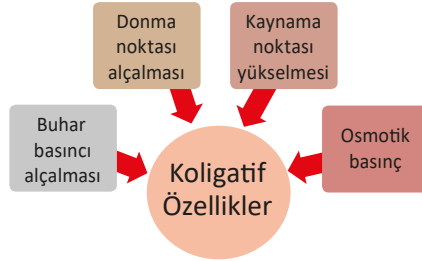 Donma
noktası
alçalması
Kaynama
noktası
yükselmesi
Buhar
basıncı
alçalması
Osmotik
basınç
Koligatif
Özellikler